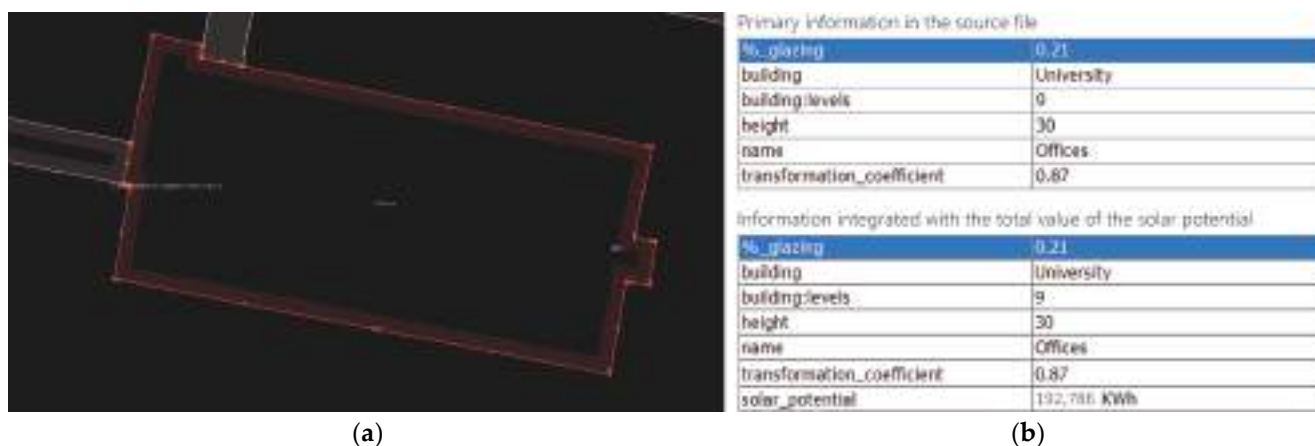 Primary information in the source file
%_glazing 0.21
building University
building:levels 9
height 30
name Offices
transformation_coefficient 0.87
Information integrated with the total value of the solar potential
%_glazing 0.21
building University
building:levels 9
height 30
name Offices
transformation_coefficient 0.87
solar_potential 192,786 KWh
(a) (b)